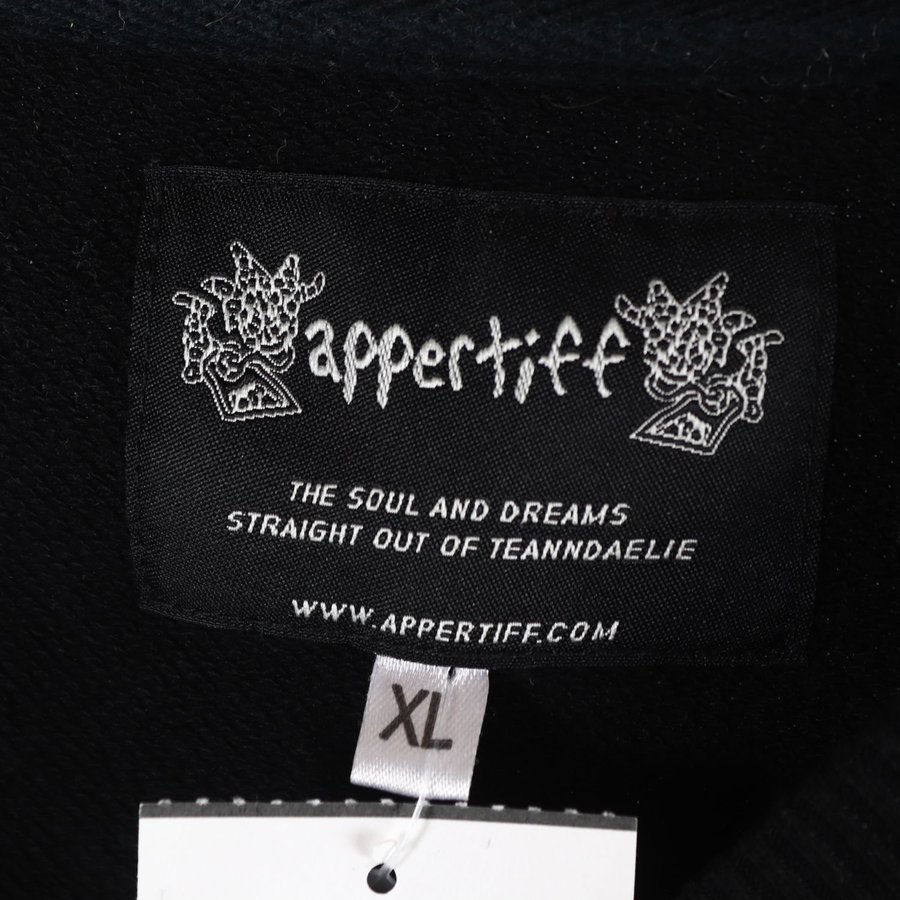 appertiff
THE SOUL AND DREAMS
STRAIGHT OUT OF TEANNDAELIE
WWW.APPERTIFF.COM
XL